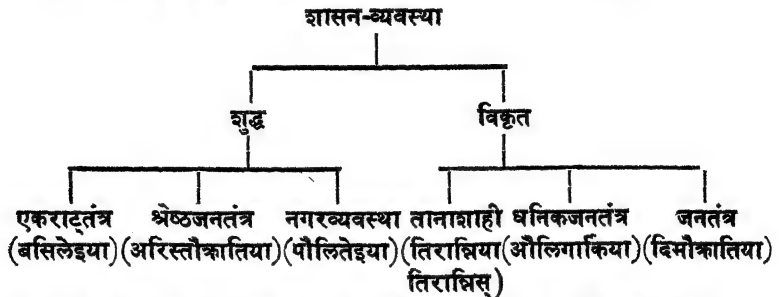 शासन-व्यवस्था
शुद्ध विकृत
एकराट्तंत्र श्रेष्ठजनतंत्र नगरव्यवस्था तानाशाही धनिकजनतंत्र जनतंत्र
(बसिलेइया) (अरिस्तौक्रातिया) (पौलितेइया) (तिरान्निया (औलिगार्किया) (दिमौक्रातिया)
तिरान्निस्)